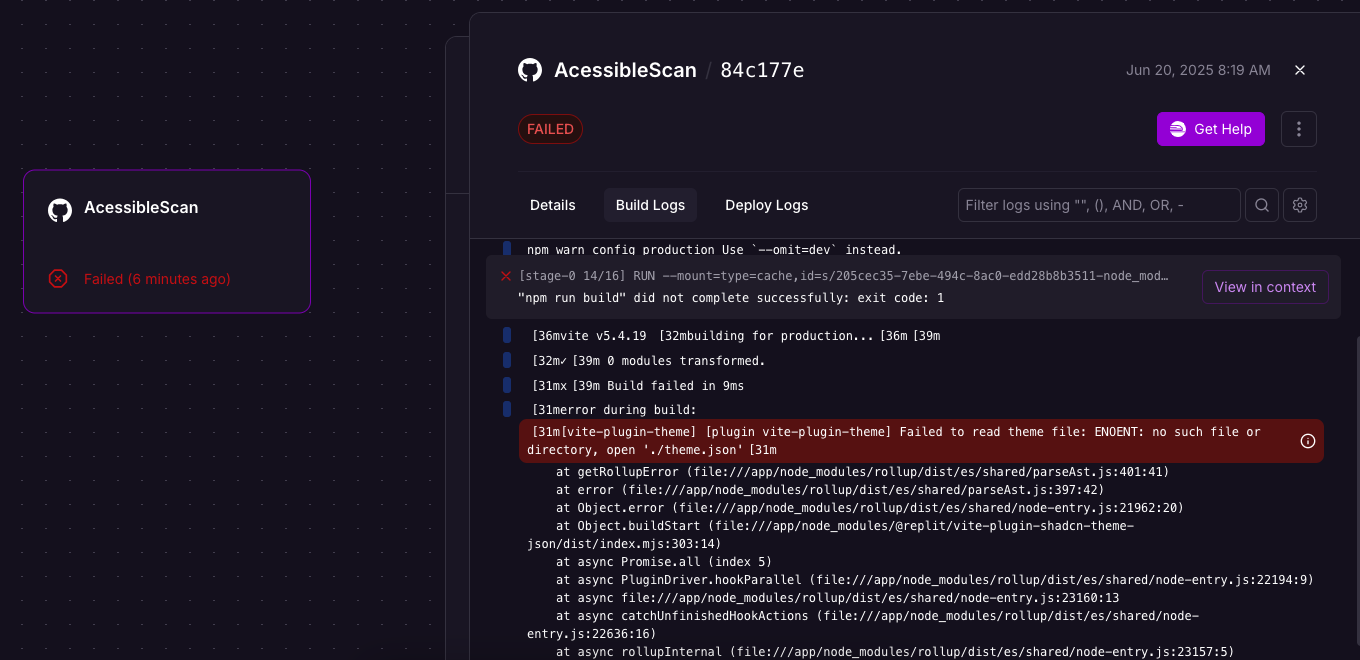 AcessibleScan / 84c177e
Jun 20, 2025 8:19 AM
FAILED
Get Help
AcessibleScan
Failed (6 minutes ago)
Details
Build Logs
Deploy Logs
Filter logs using "", (), AND, OR, -
npm warn config production Use `--omit=dev` instead.
[stage-0 14/16] RUN --mount=type=cache,id=s/205cec35-7ebe-494c-8ac0-edd28b8b3511-node_mod…
"npm run build" did not complete successfully: exit code: 1
View in context
[36mvite v5.4.19 [32mbuilding for production... [36m [39m
[32m✓ [39m 0 modules transformed.
[31mx [39m Build failed in 9ms
[31merror during build:
[31m[vite-plugin-theme] [plugin vite-plugin-theme] Failed to read theme file: ENOENT: no such file or
directory, open './theme.json' [31m
at getRollupError (file:///app/node_modules/rollup/dist/es/shared/parseAst.js:401:41)
at error (file:///app/node_modules/rollup/dist/es/shared/parseAst.js:397:42)
at Object.error (file:///app/node_modules/rollup/dist/es/shared/node-entry.js:21962:20)
at Object.buildStart (file:///app/node_modules/@replit/vite-plugin-shadcn-theme-
json/dist/index.mjs:303:14)
at async Promise.all (index 5)
at async PluginDriver.hookParallel (file:///app/node_modules/rollup/dist/es/shared/node-entry.js:22194:9)
at async file:///app/node_modules/rollup/dist/es/shared/node-entry.js:23160:13
at async catchUnfinishedHookActions (file:///app/node_modules/rollup/dist/es/shared/node-
entry.js:22636:16)
at async rollupInternal (file:///app/node_modules/rollup/dist/es/shared/node-entry.js:23157:5)